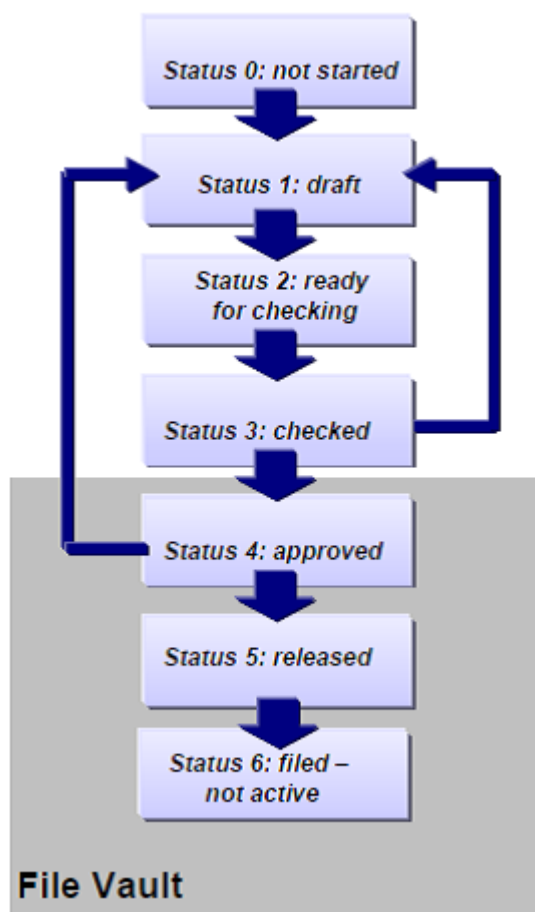 Status 0: not started
Status 1: draft
Status 2: ready
for checking
Status 3: checked
Status 4: approved
Status 5: released
Status 6: filed –
not active
File Vault